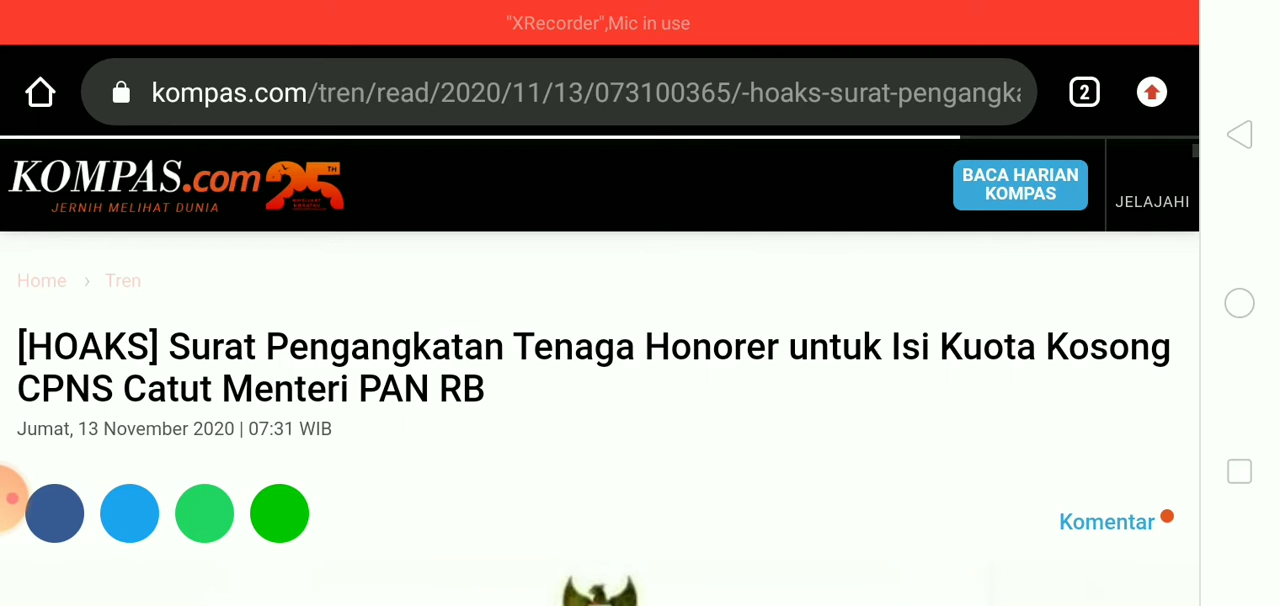 "XRecorder",Mic in use
kompas.com/tren/read/2020/11/13/073100365/-hoaks-surat-pengangka
2
KOMPAS.com 25TH
JERNIH MELIHAT DUNIA
BACA HARIAN
KOMPAS
JELAJAHI
Home › Tren
[HOAKS] Surat Pengangkatan Tenaga Honorer untuk Isi Kuota Kosong
CPNS Catut Menteri PAN RB
Jumat, 13 November 2020 | 07:31 WIB
Komentar